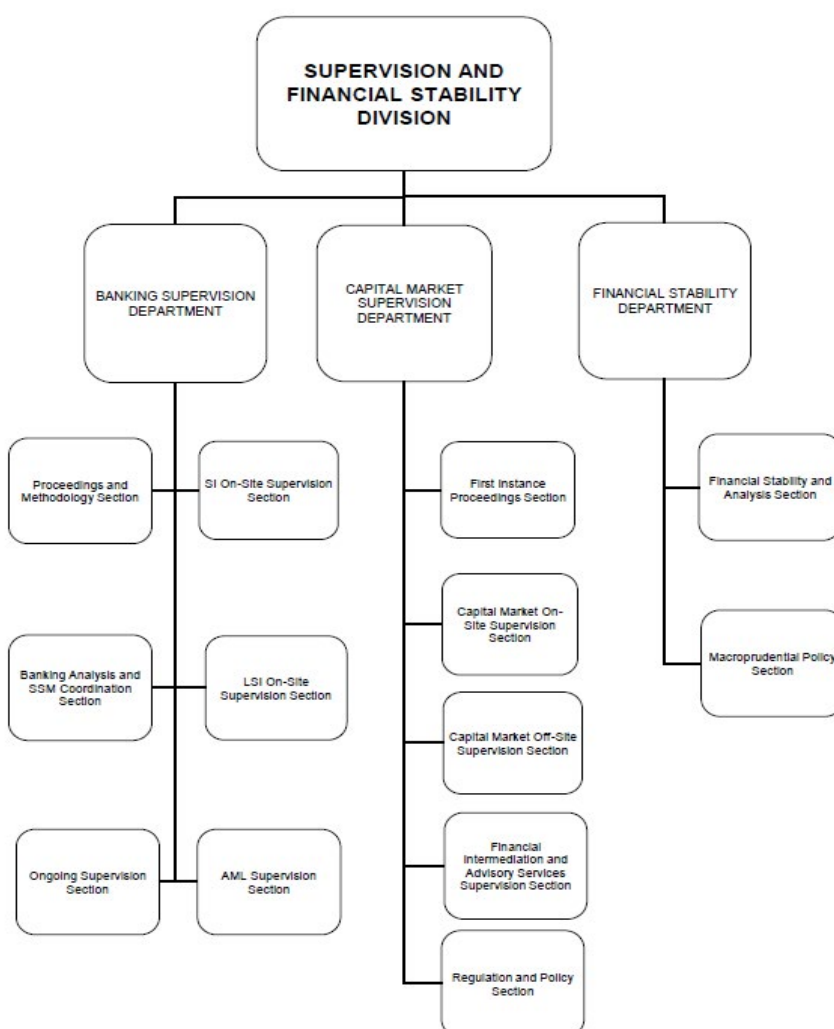 SUPERVISION AND
FINANCIAL STABILITY
DIVISION
BANKING SUPERVISION
DEPARTMENT
CAPITAL MARKET
SUPERVISION
DEPARTMENT
FINANCIAL STABILITY
DEPARTMENT
Proceedings and
Methodology Section
SI On-Site Supervision
Section
First Instance
Proceedings Section
Financial Stability and
Analysis Section
Capital Market On-
Site Supervision
Section
Banking Analysis and
SSM Coordination
Section
LSI On-Site
Supervision Section
Macroprudential Policy
Section
Capital Market Off-Site
Supervision Section
Ongoing Supervision
Section
AML Supervision
Section
Financial
Intermediation and
Advisory Services
Supervision Section
Regulation and Policy
Section